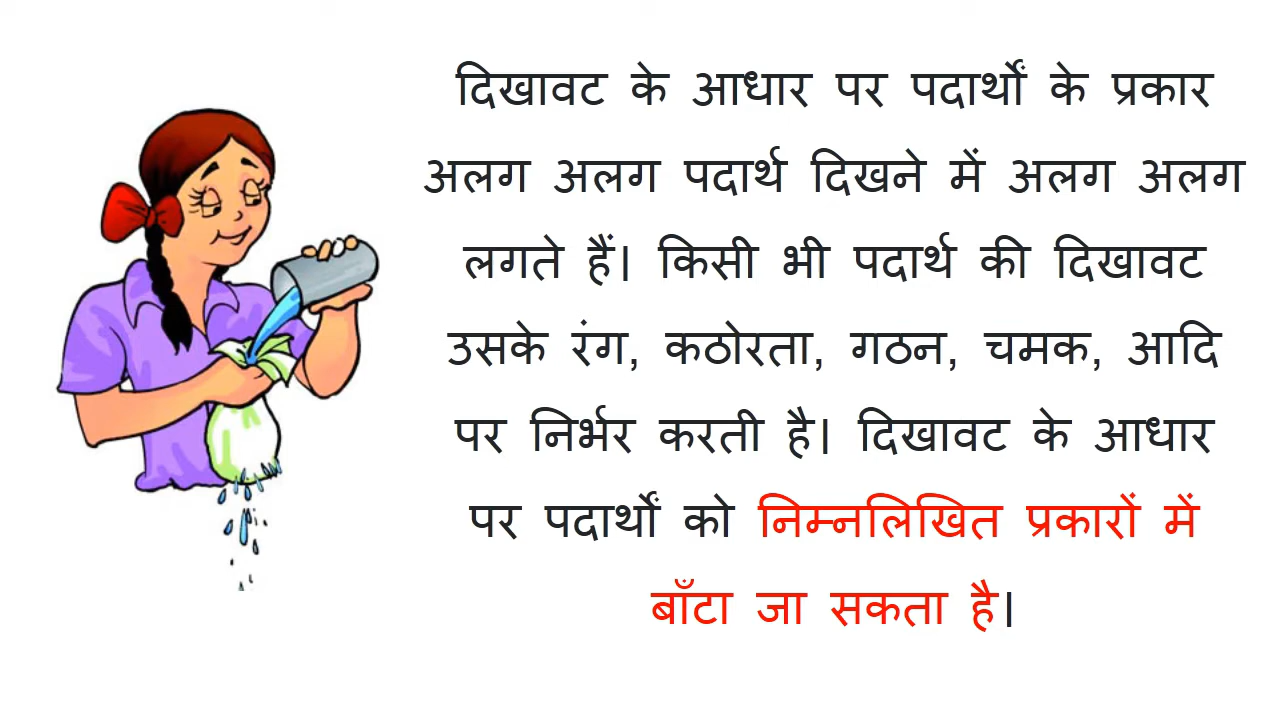 दिखावट के आधार पर पदार्थों के प्रकार
अलग अलग पदार्थ दिखने में अलग अलग
लगते हैं। किसी भी पदार्थ की दिखावट
उसके रंग, कठोरता, गठन, चमक, आदि
पर निर्भर करती है। दिखावट के आधार
पर पदार्थों को निम्नलिखित प्रकारों में
बाँटा जा सकता है।